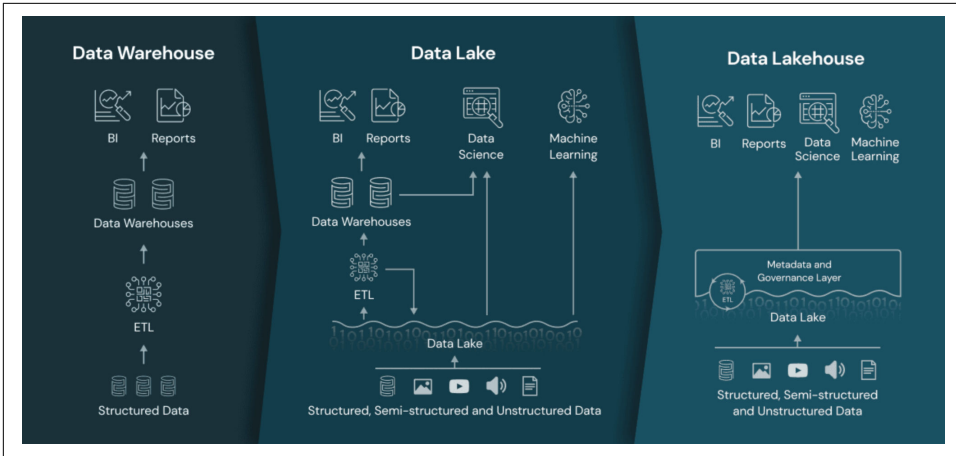 Data Warehouse
BI
Reports
Data Warehouses
ETL
Structured Data
Data Lake
BI
Reports
Data
Science
Machine
Learning
Data Warehouses
ETL
Data Lake
Structured, Semi-structured and Unstructured Data
Data Lakehouse
BI
Reports
Data
Science
Machine
Learning
Metadata and
Governance Layer
ETL
Data Lake
Structured, Semi-structured
and Unstructured Data